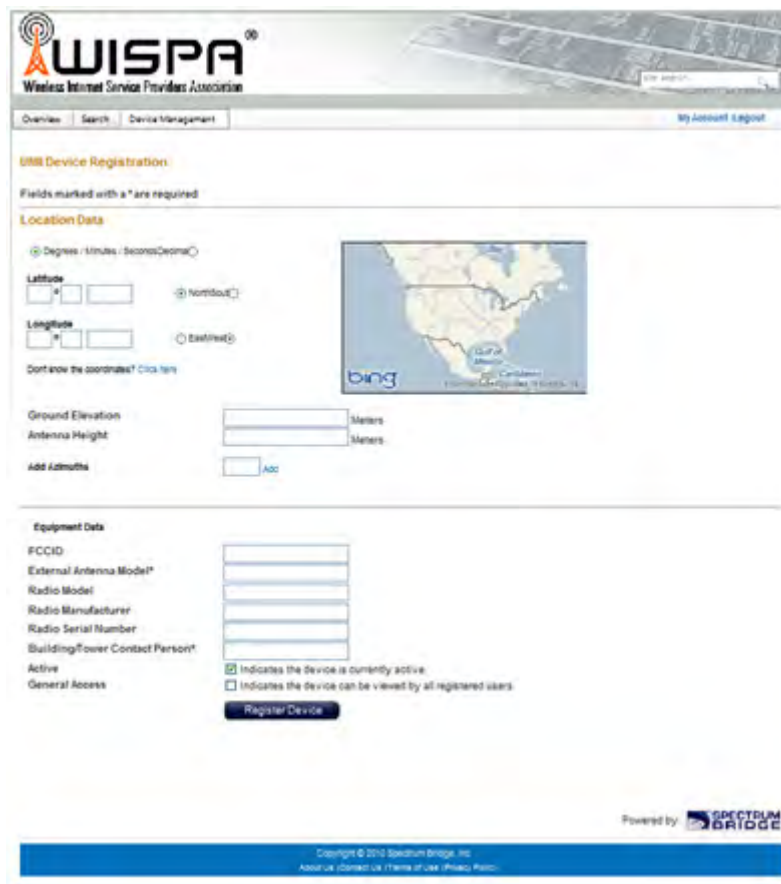 WISPA®
Wireless Internet Service Providers Association
Overview Search Device Management
My Account Logout
Device Registration
Fields marked with a * are required
Location Data
Degrees / Minutes / Seconds Decimal
Latitude
° North South
Longitude
° East West
Don't know the coordinates? Click here
Gulf of Mexico
Caribbean
bing
Ground Elevation Meters
Antenna Height Meters
Add Azimuths Add
Equipment Data
FCCID
External Antenna Model*
Radio Model
Radio Manufacturer
Radio Serial Number
Building/Tower Contact Person*
Active Indicates the device is currently active
General Access Indicates the device can be viewed by all registered users
Register Device
Powered by: SPECTRUM BRIDGE
Copyright © 2010 Spectrum Bridge, Inc
About Us | Contact Us | Terms of Use | Privacy Policy